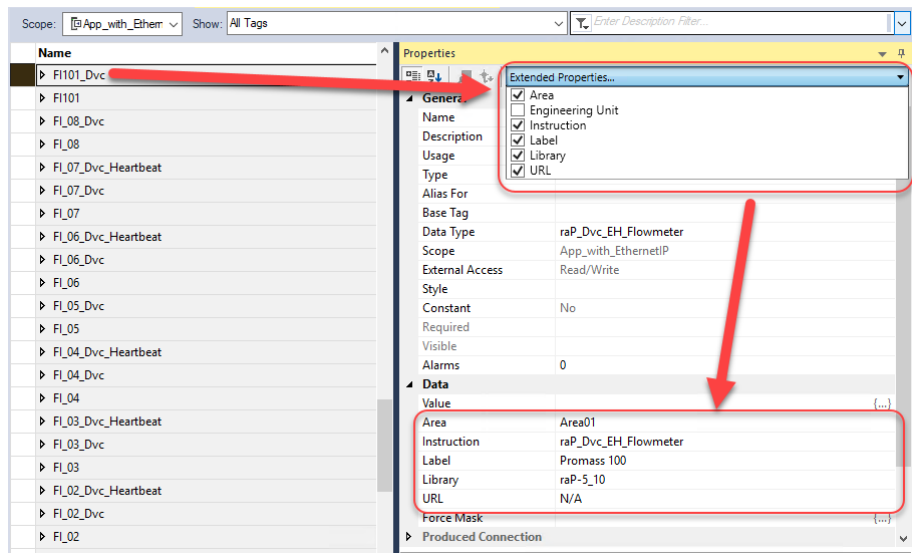 Scope: App_with_Ethern Show: All Tags Enter Description Filter...
Name
FI101_Dvc
FI101
FI_08_Dvc
FI_08
FI_07_Dvc_Heartbeat
FI_07_Dvc
FI_07
FI_06_Dvc_Heartbeat
FI_06_Dvc
FI_06
FI_05_Dvc
FI_05
FI_04_Dvc_Heartbeat
FI_04_Dvc
FI_04
FI_03_Dvc_Heartbeat
FI_03_Dvc
FI_03
FI_02_Dvc_Heartbeat
FI_02_Dvc
FI_02
Properties
Extended Properties...
Area
Engineering Unit
Instruction
Label
Library
URL
General
Name
Description
Usage
Type
Alias For
Base Tag
Data Type raP_Dvc_EH_Flowmeter
Scope App_with_EthernetIP
External Access Read/Write
Style
Constant No
Required
Visible
Alarms 0
Data
Value {...}
Area Area01
Instruction raP_Dvc_EH_Flowmeter
Label Promass 100
Library raP-5_10
URL N/A
Force Mask {...}
Produced Connection